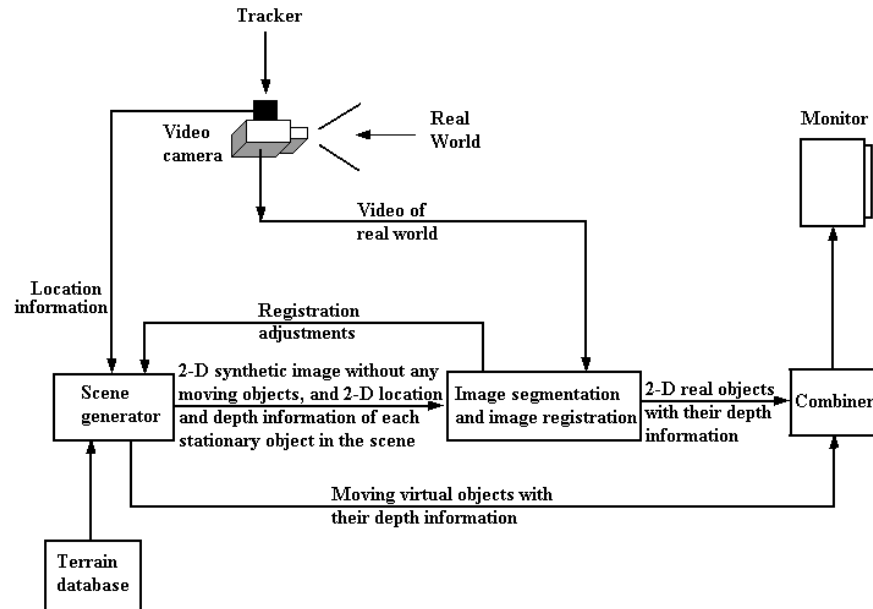 Tracker
Video
camera
Real
World
Monitor
Video of
real world
Location
information
Registration
adjustments
Scene
generator
2-D synthetic image without any
moving objects, and 2-D location
and depth information of each
stationary object in the scene
Image segmentation
and image registration
2-D real objects
with their depth
information
Combiner
Moving virtual objects with
their depth information
Terrain
database